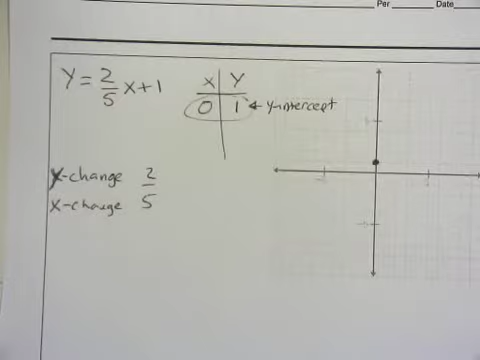 Per Date
y = 2/5 x + 1
x y
0 1 ← y-intercept
y-change 2
x-change 5